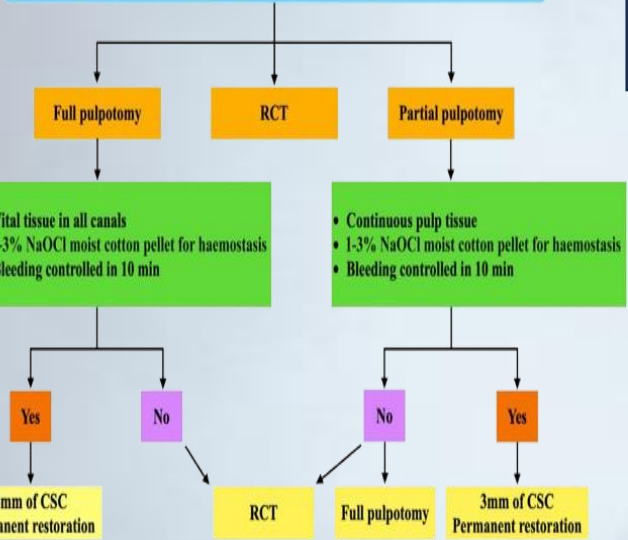 Full pulpotomy
RCT
Partial pulpotomy
ital tissue in all canals
-3% NaOCl moist cotton pellet for haemostasis
leeding controlled in 10 min
• Continuous pulp tissue
• 1-3% NaOCl moist cotton pellet for haemostasis
• Bleeding controlled in 10 min
Yes
No
No
Yes
mm of CSC
anent restoration
RCT
Full pulpotomy
3mm of CSC
Permanent restoration